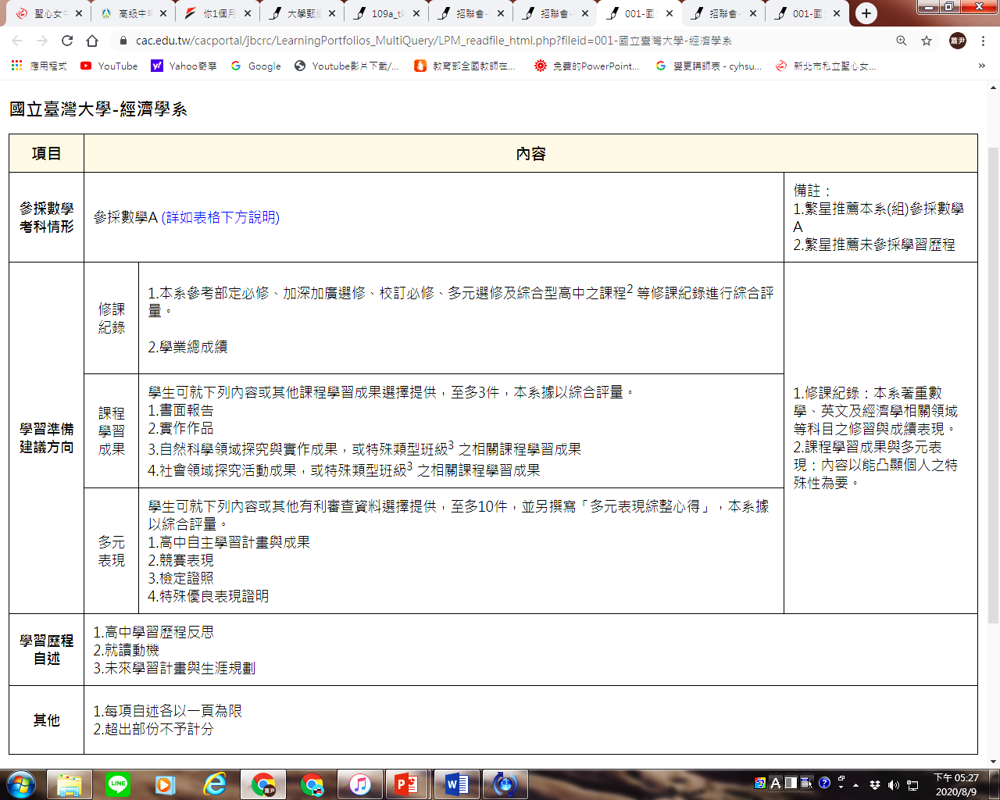 聖心女中
高級中等
你1個月
大學甄選
109a_tk
招聯會-
招聯會-
001-國立
招聯會-
001-國立
cac.edu.tw/cacportal/jbcrc/LearningPortfolios_MultiQuery/LPM_readfile_html.php?fileid=001-國立臺灣大學-經濟學系
蕭尹
應用程式
YouTube
Yahoo奇摩
Google
Youtube影片下載/...
教育部全國教師在...
免費的PowerPoint...
變更講師表 - cyhsu...
新北市私立聖心女...
»
國立臺灣大學-經濟學系
項目
內容
參採數學
考科情形
參採數學A (詳如表格下方說明)
備註：
1.繁星推薦本系(組)參採數學
A
2.繁星推薦未參採學習歷程
學習準備
建議方向
修課
紀錄
1.本系參考部定必修、加深加廣選修、校訂必修、多元選修及綜合型高中之課程2 等修課紀錄進行綜合評
量。
2.學業總成績
課程
學習
成果
學生可就下列內容或其他課程學習成果選擇提供，至多3件，本系據以綜合評量。
1.書面報告
2.實作作品
3.自然科學領域探究與實作成果，或特殊類型班級3 之相關課程學習成果
4.社會領域探究活動成果，或特殊類型班級3 之相關課程學習成果
多元
表現
學生可就下列內容或其他有利審查資料選擇提供，至多10件，並另撰寫「多元表現綜整心得」，本系據
以綜合評量。
1.高中自主學習計畫與成果
2.競賽表現
3.檢定證照
4.特殊優良表現證明
1.修課紀錄：本系著重數
學、英文及經濟學相關領域
等科目之修習與成績表現。
2.課程學習成果與多元表
現：內容以能凸顯個人之特
殊性為要。
學習歷程
自述
1.高中學習歷程反思
2.就讀動機
3.未來學習計畫與生涯規劃
其他
1.每項自述各以一頁為限
2.超出部份不予計分
LINE
蕭尹
A
下午 05:27
2020/8/9